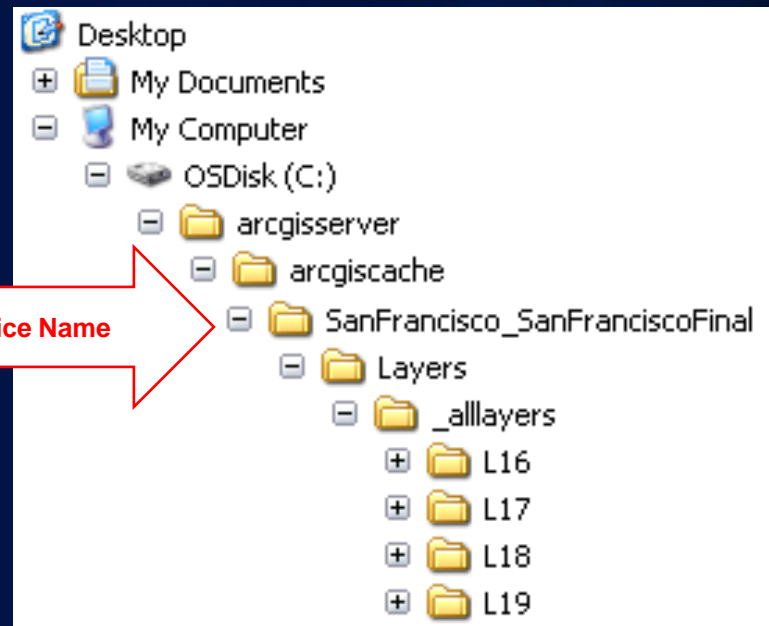 Desktop
My Documents
My Computer
OSDisk (C:)
arcgisserver
arcgiscache
ice Name
SanFrancisco_SanFranciscoFinal
Layers
_alllayers
L16
L17
L18
L19